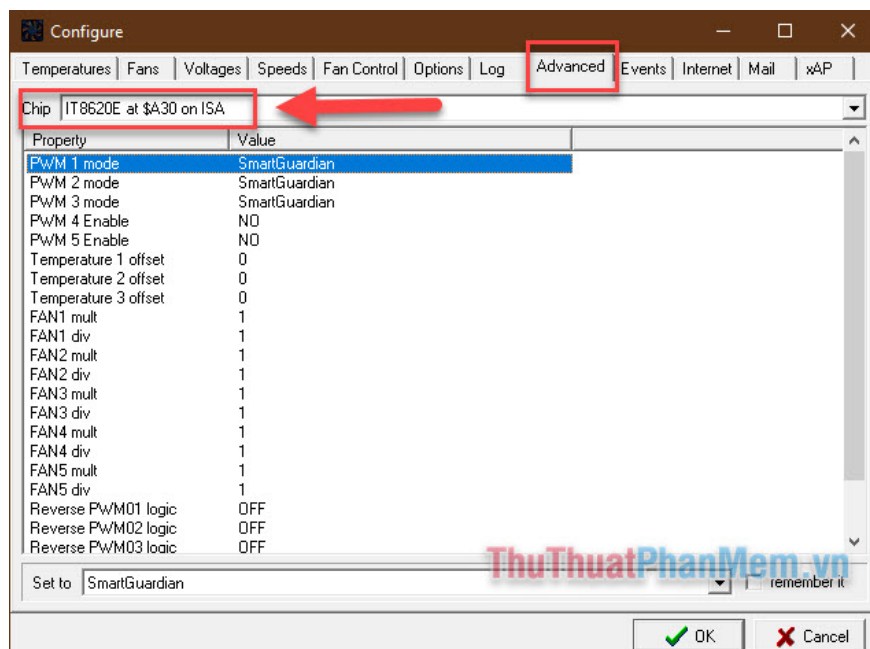 Configure
Temperatures Fans Voltages Speeds Fan Control Options Log Advanced Events Internet Mail xAP
Chip IT8620E at $A30 on ISA
Property Value
PWM 1 mode SmartGuardian
PWM 2 mode SmartGuardian
PWM 3 mode SmartGuardian
PWM 4 Enable NO
PWM 5 Enable NO
Temperature 1 offset 0
Temperature 2 offset 0
Temperature 3 offset 0
FAN1 mult 1
FAN1 div 1
FAN2 mult 1
FAN2 div 1
FAN3 mult 1
FAN3 div 1
FAN4 mult 1
FAN4 div 1
FAN5 mult 1
FAN5 div 1
Reverse PWM01 logic OFF
Reverse PWM02 logic OFF
Reverse PWM03 logic OFF
ThuThuatPhanMem.vn
Set to SmartGuardian remember it
OK Cancel